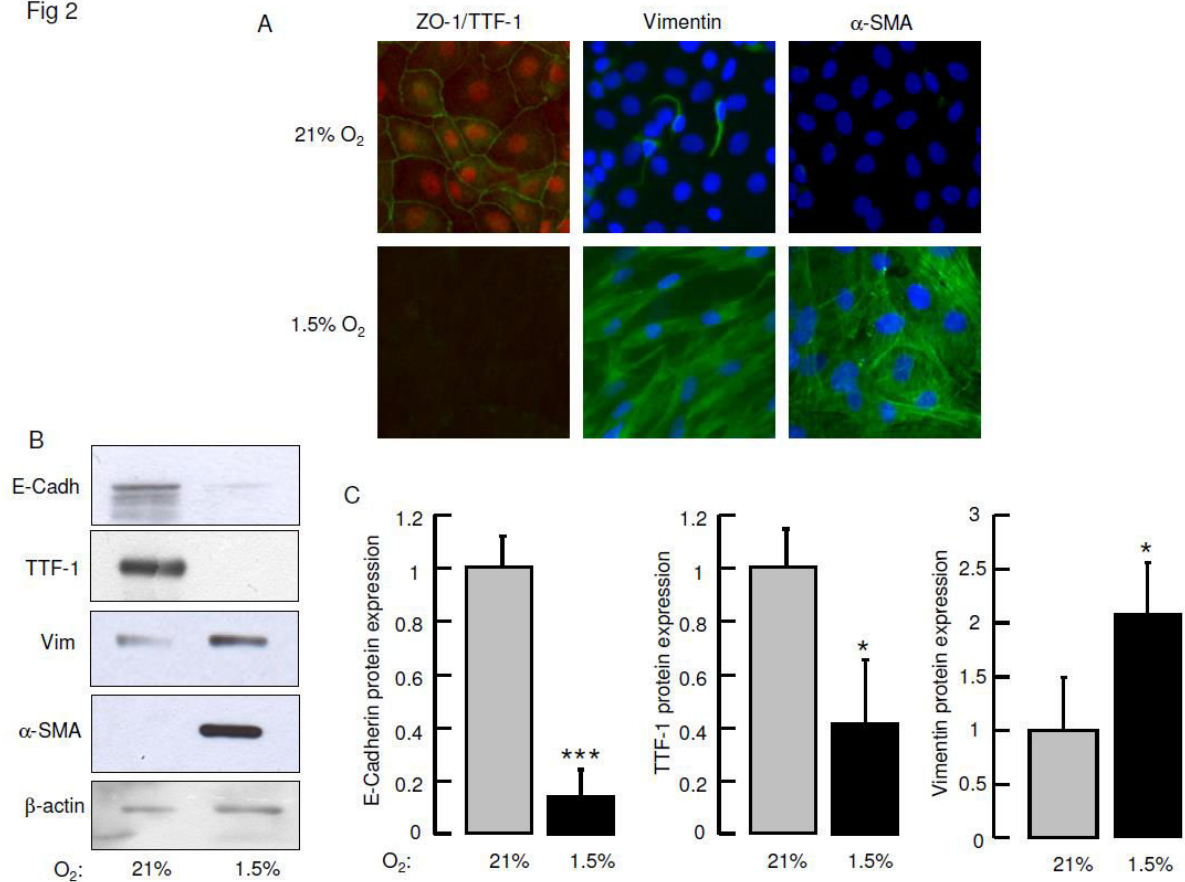 Fig 2
A
ZO-1/TTF-1 Vimentin α-SMA
21% O₂
1.5% O₂
B
E-Cadh
TTF-1
Vim
α-SMA
β-actin
O₂: 21% 1.5%
C
E-Cadherin protein expression
1.2
1
0.8
0.6
0.4
0.2
0
***
O₂: 21% 1.5%
TTF-1 protein expression
1.2
1
0.8
0.6
0.4
0.2
0
*
21% 1.5%
Vimentin protein expression
3
2.5
2
1.5
1
0.5
0
*
21% 1.5%